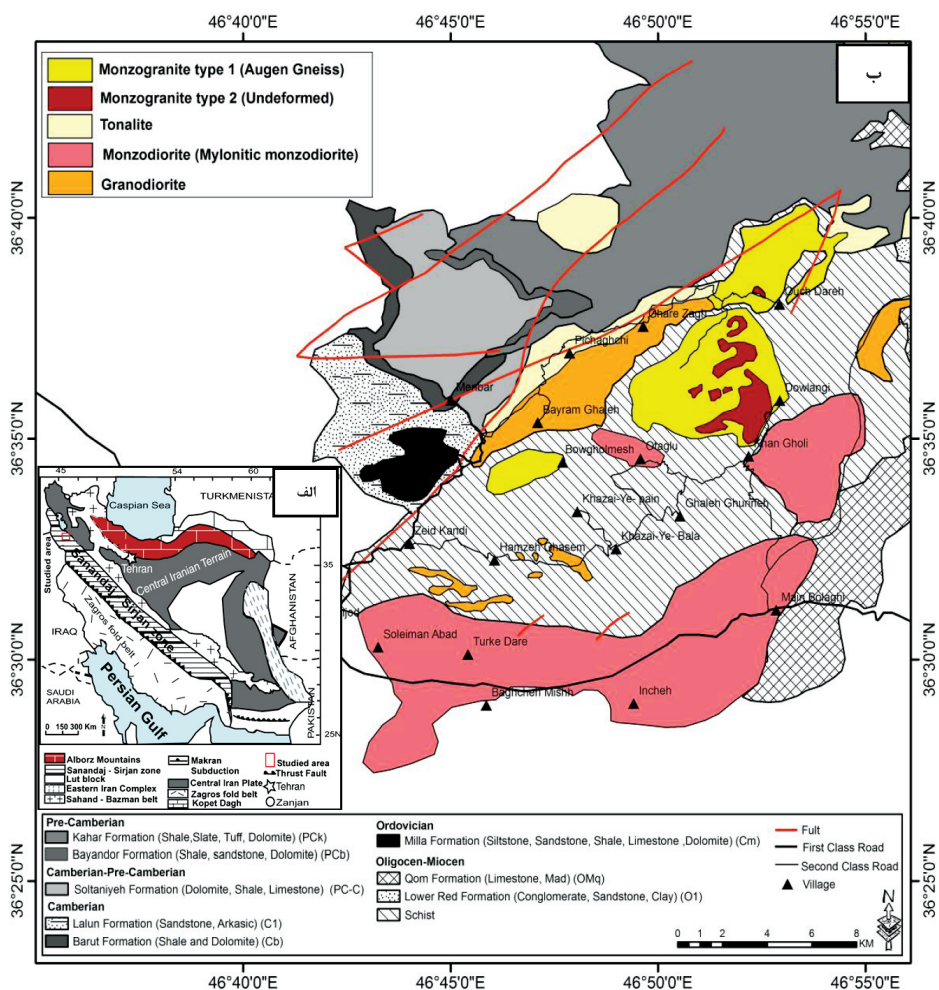 46°40'0"E
46°45'0"E
46°50'0"E
46°55'0"E
ب
Monzogranite type 1 (Augen Gneiss)
Monzogranite type 2 (Undeformed)
Tonalite
Monzodiorite (Mylonitic monzodiorite)
Granodiorite
36°40'0"N
36°40'0"N
Ouch Dareh
Ghare Zagh
Pichaghchi
Menbar
Dowlangi
Bayram Ghaleh
36°35'0"N
36°35'0"N
Bowgholmesh
Otaglu
Khan Gholi
Khazai-Ye- pain
Ghaleh Ghurineh
Zeid Kandi
Khazai-Ye- Bala
Hamzeh Ghasem
Main Bolaghi
Soleiman Abad
Turke Dare
36°30'0"N
36°30'0"N
Baghcheh Mishh
Incheh
45
54
60
الف
Caspian Sea
TURKMENISTA
Studied area
Tehran
Central Iranian Terrain
35
Sanandaj Sirjan zone
Zagros fold belt
AFGHANISTAN
IRAQ
Persian Gulf
SAUDI
ARABIA
PAKISTAN
0 150 300 Km
N
25N
Alborz Mountains
Sanandaj - Sirjan zone
Lut block
Eastern Iran Complex
Sahand - Bazman belt
Makran
Subduction
Central Iran Plate
Zagros fold belt
Kopet Dagh
Studied area
Thrust Fault
Tehran
Zanjan
Pre-Camberian
Kahar Formation (Shale,Slate, Tuff, Dolomite) (PCk)
Bayandor Formation (Shale, sandstone, Dolomite) (PCb)
Camberian-Pre-Camberian
Soltaniyeh Formation (Dolomite, Shale, Limestone) (PC-C)
Camberian
Lalun Formation (Sandstone, Arkasic) (C1)
Barut Formation (Shale and Dolomite) (Cb)
Ordovician
Milla Formation (Siltstone, Sandstone, Shale, Limestone ,Dolomite) (Cm)
Oligocen-Miocen
Qom Formation (Limestone, Mad) (OMq)
Lower Red Formation (Conglomerate, Sandstone, Clay) (O1)
Schist
Fult
First Class Road
Second Class Road
Village
N
0 1 2 4 6 8
KM
36°25'0"N
36°25'0"N
46°40'0"E
46°45'0"E
46°50'0"E
46°55'0"E